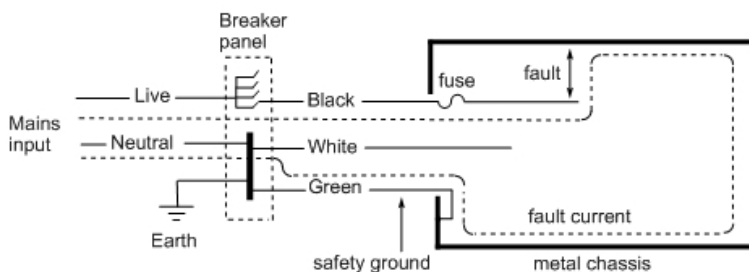 Breaker
panel
fuse
fault
Live
Black
Mains
input
Neutral
White
Green
fault current
Earth
safety ground
metal chassis